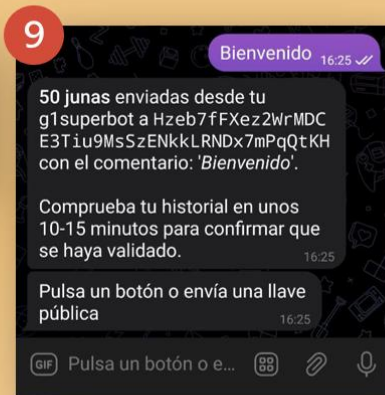 9
Bienvenido 16:25
50 junas enviadas desde tu
g1superbot a Hzeb7fFXez2WrMDC
E3Tiu9MsSzENkkLRNDx7mPqQtKH
con el comentario: 'Bienvenido'.
Comprueba tu historial en unos
10-15 minutos para confirmar que
se haya validado.
16:25
Pulsa un botón o envía una llave
pública
16:25
GIF Pulsa un botón o e...